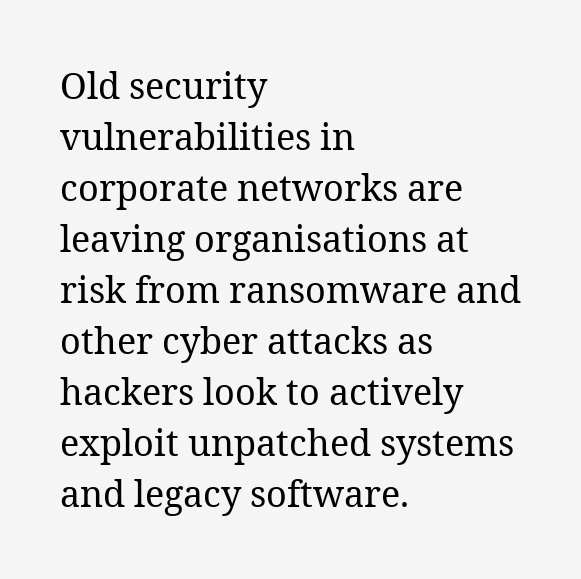 Old security
vulnerabilities in
corporate networks are
leaving organisations at
risk from ransomware and
other cyber attacks as
hackers look to actively
exploit unpatched systems
and legacy software.